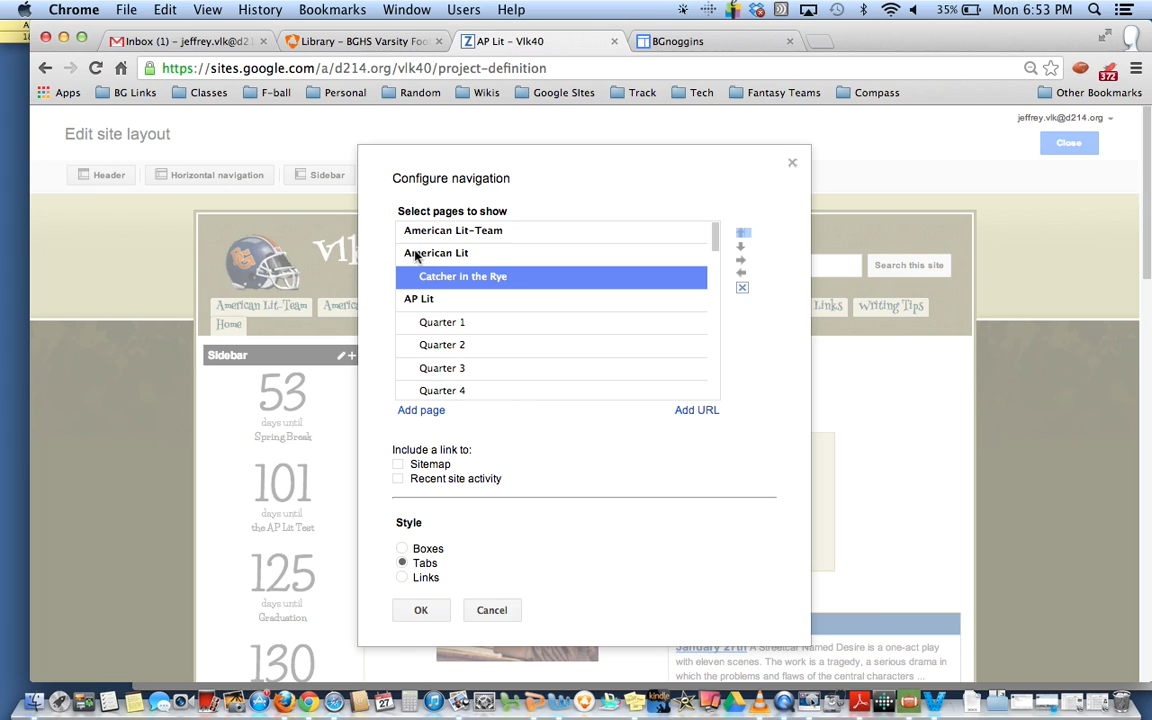 Chrome File Edit View History Bookmarks Window Users Help
35% Mon 6:53 PM
Inbox (1) – jeffrey.vlk@d2 Library – BGHS Varsity Foo AP Lit – Vlk40 BGnoggins
https://sites.google.com/a/d214.org/vlk40/project-definition
372
Apps BG Links Classes F-ball Personal Random Wikis Google SItes Track Tech Fantasy Teams Compass Other Bookmarks
jeffrey.vlk@d214.org
Edit site layout
Close
Header Horizontal navigation Sidebar
Configure navigation
Select pages to show
American Lit-Team
American Lit
Catcher in the Rye
AP Lit
Quarter 1
Quarter 2
Quarter 3
Quarter 4
Add page Add URL
Include a link to:
Sitemap
Recent site activity
Style
Boxes
Tabs
Links
OK Cancel
vlk
Search this site
American Lit-Team America Links Writing Tips
Home
Sidebar
53
days until
Spring Break
101
days until
the AP Lit Test
125
days until
Graduation
130
January 27th A Streetcar Named Desire is a one-act play
with eleven scenes. The work is a tragedy, a serious drama in
which the problems and flaws of the central characters ...